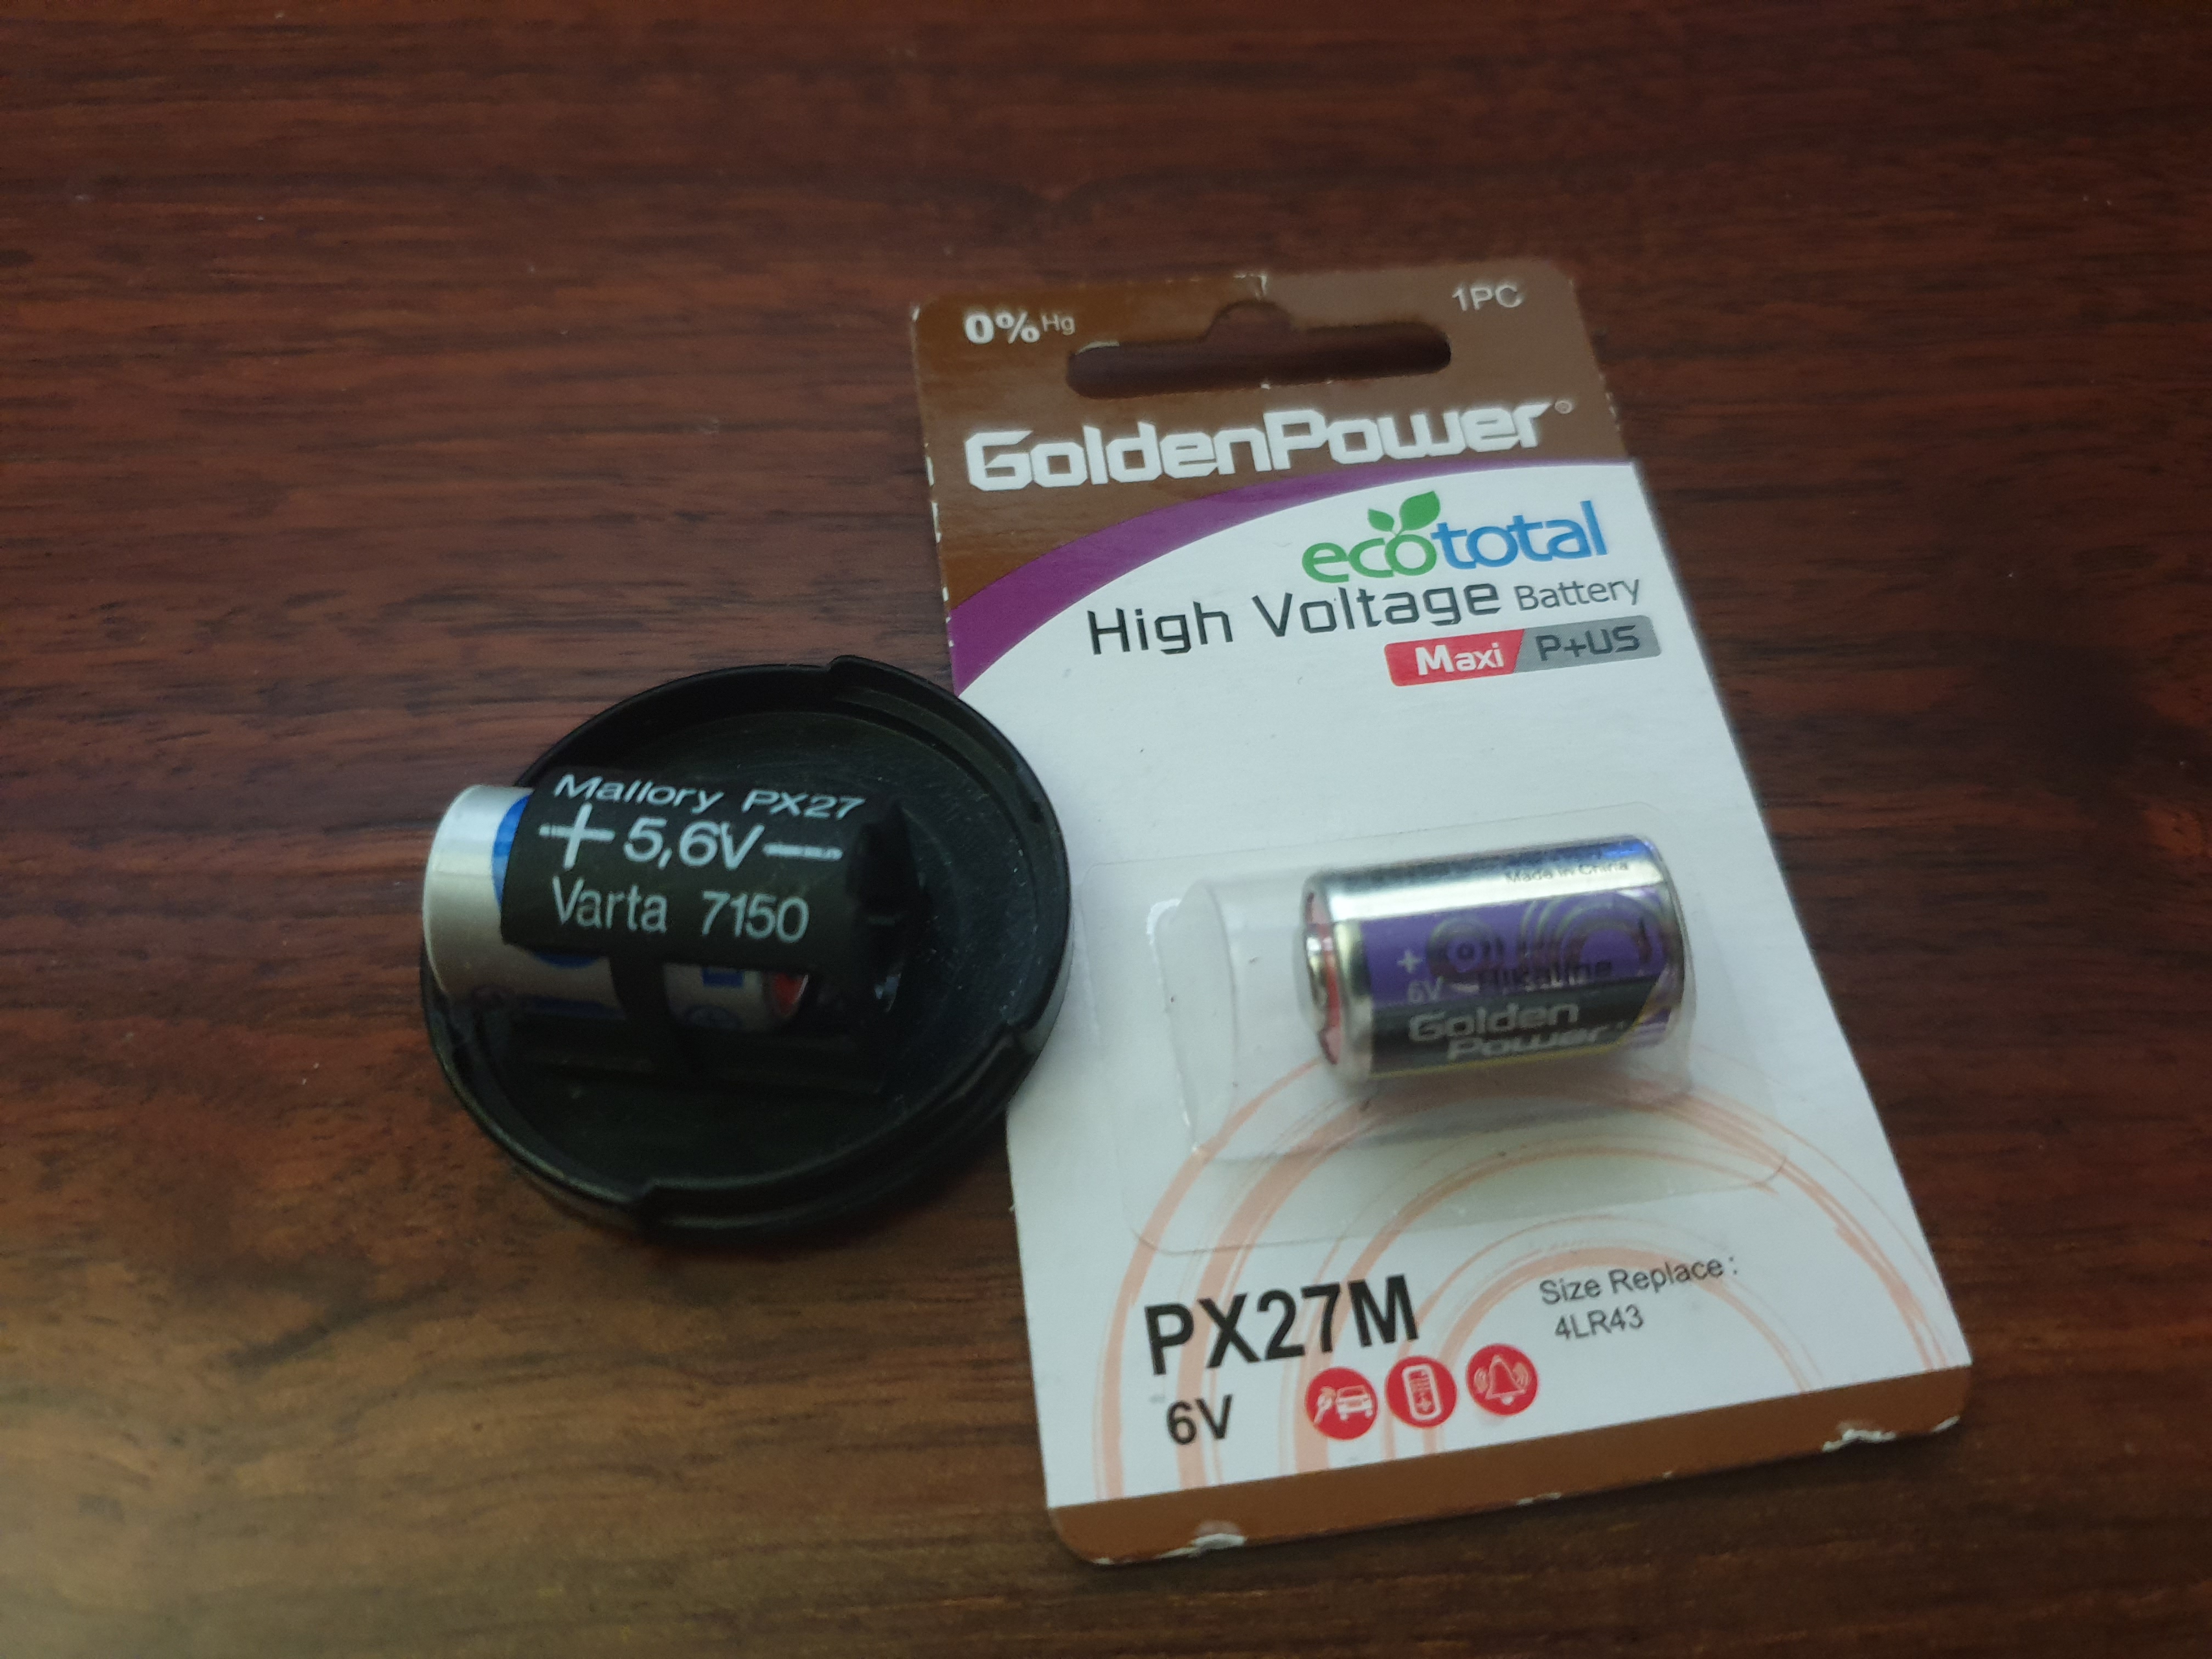 0% Hg
1PC
GoldenPower®
ecototal
High Voltage Battery
Maxi P+US
Mallory PX27
+ 5,6V —
Varta 7150
Made in China
+
6V Alkaline
Golden
Power
PX27M
6V
Size Replace :
4LR43